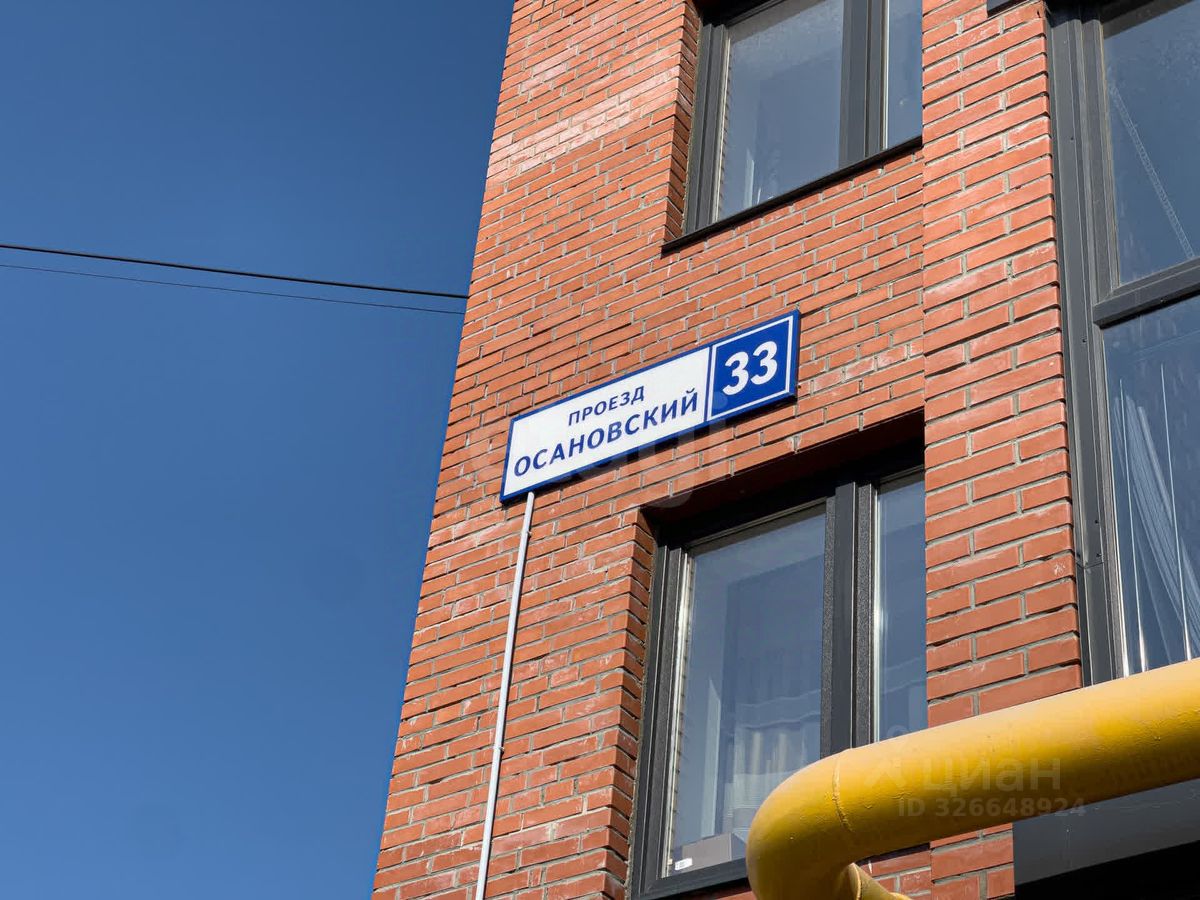 ПРОЕЗД
ОСАНОВСКИЙ
33
циан
ID 326648924